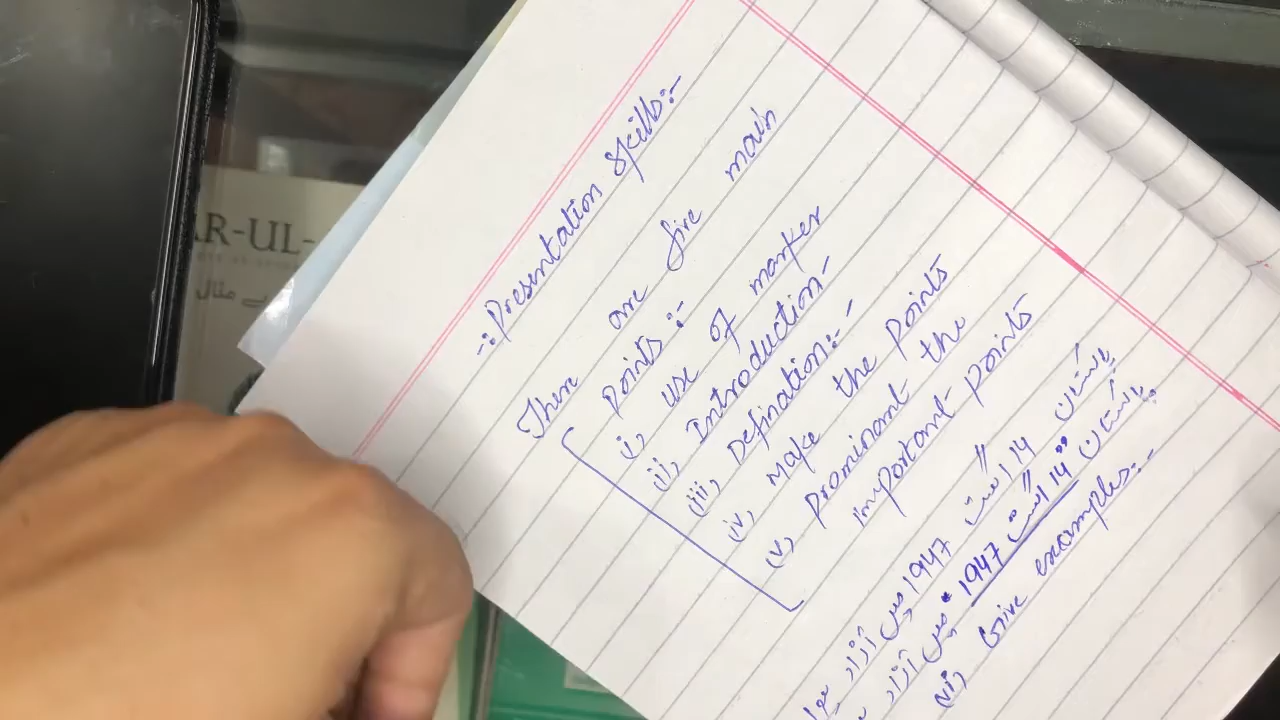 -:Presentation skills:-
There are five main
Points:-
i, use of marker
ii, Introduction-
iii, Defination:-
iv, Make the Points
v, Prominant the
important-points
پاکستان 14 اگست 1947 میں آزاد ہوا
پاکستان "14 اگست 1947" میں آزاد
vi, Give examples:-
AR-UL-
بے مثال